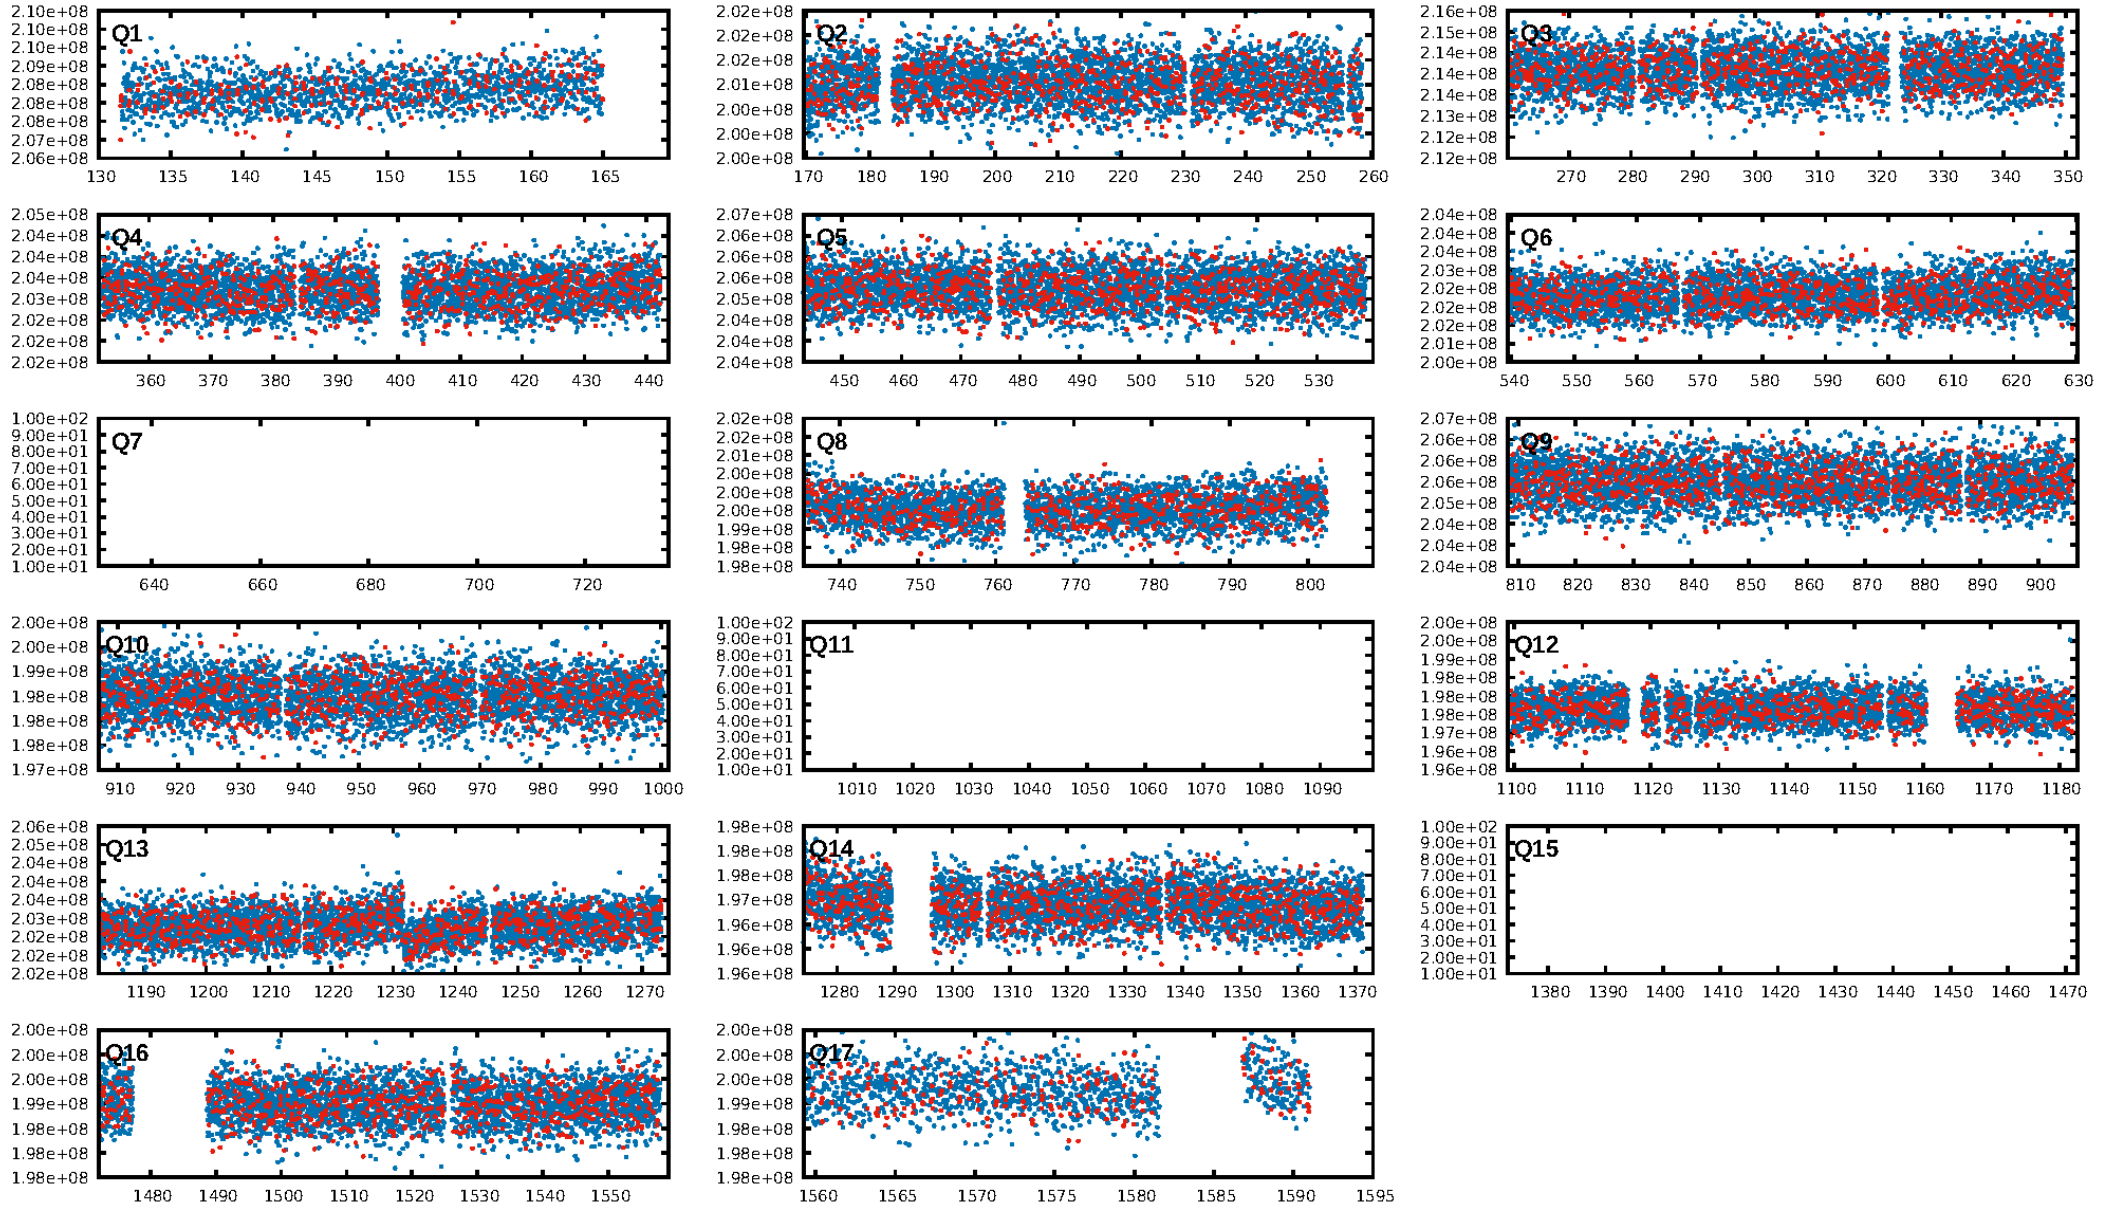 2.10e+08 2.10e+08 2.10e+08 2.09e+08 2.08e+08 2.08e+08 2.08e+08 2.07e+08 2.06e+08
Q1
130 135 140 145 150 155 160 165
2.02e+08 2.02e+08 2.02e+08 2.01e+08 2.00e+08 2.00e+08 2.00e+08
Q2
170 180 190 200 210 220 230 240 250 260
2.16e+08 2.15e+08 2.14e+08 2.14e+08 2.14e+08 2.13e+08 2.12e+08 2.12e+08
Q3
270 280 290 300 310 320 330 340 350
2.05e+08 2.04e+08 2.04e+08 2.04e+08 2.03e+08 2.02e+08 2.02e+08 2.02e+08
Q4
360 370 380 390 400 410 420 430 440
2.07e+08 2.06e+08 2.06e+08 2.06e+08 2.05e+08 2.04e+08 2.04e+08 2.04e+08
Q5
450 460 470 480 490 500 510 520 530
2.04e+08 2.04e+08 2.04e+08 2.03e+08 2.02e+08 2.02e+08 2.02e+08 2.01e+08 2.00e+08
Q6
540 550 560 570 580 590 600 610 620 630
1.00e+02 9.00e+01 8.00e+01 7.00e+01 6.00e+01 5.00e+01 4.00e+01 3.00e+01 2.00e+01 1.00e+01
Q7
640 660 680 700 720
2.02e+08 2.02e+08 2.01e+08 2.00e+08 2.00e+08 2.00e+08 1.99e+08 1.98e+08 1.98e+08
Q8
740 750 760 770 780 790 800
2.07e+08 2.06e+08 2.06e+08 2.06e+08 2.05e+08 2.04e+08 2.04e+08 2.04e+08
Q9
810 820 830 840 850 860 870 880 890 900
2.00e+08 2.00e+08 1.99e+08 1.98e+08 1.98e+08 1.98e+08 1.97e+08
Q10
910 920 930 940 950 960 970 980 990 1000
1.00e+02 9.00e+01 8.00e+01 7.00e+01 6.00e+01 5.00e+01 4.00e+01 3.00e+01 2.00e+01 1.00e+01
Q11
1010 1020 1030 1040 1050 1060 1070 1080 1090
2.00e+08 2.00e+08 1.99e+08 1.98e+08 1.98e+08 1.98e+08 1.97e+08 1.96e+08 1.96e+08
Q12
1100 1110 1120 1130 1140 1150 1160 1170 1180
2.06e+08 2.05e+08 2.04e+08 2.04e+08 2.04e+08 2.03e+08 2.02e+08 2.02e+08 2.02e+08
Q13
1190 1200 1210 1220 1230 1240 1250 1260 1270
1.98e+08 1.98e+08 1.98e+08 1.97e+08 1.96e+08 1.96e+08 1.96e+08
Q14
1280 1290 1300 1310 1320 1330 1340 1350 1360 1370
1.00e+02 9.00e+01 8.00e+01 7.00e+01 6.00e+01 5.00e+01 4.00e+01 3.00e+01 2.00e+01 1.00e+01
Q15
1380 1390 1400 1410 1420 1430 1440 1450 1460 1470
2.00e+08 2.00e+08 2.00e+08 1.99e+08 1.98e+08 1.98e+08 1.98e+08
Q16
1480 1490 1500 1510 1520 1530 1540 1550
2.00e+08 2.00e+08 2.00e+08 1.99e+08 1.98e+08 1.98e+08 1.98e+08
Q17
1560 1565 1570 1575 1580 1585 1590 1595